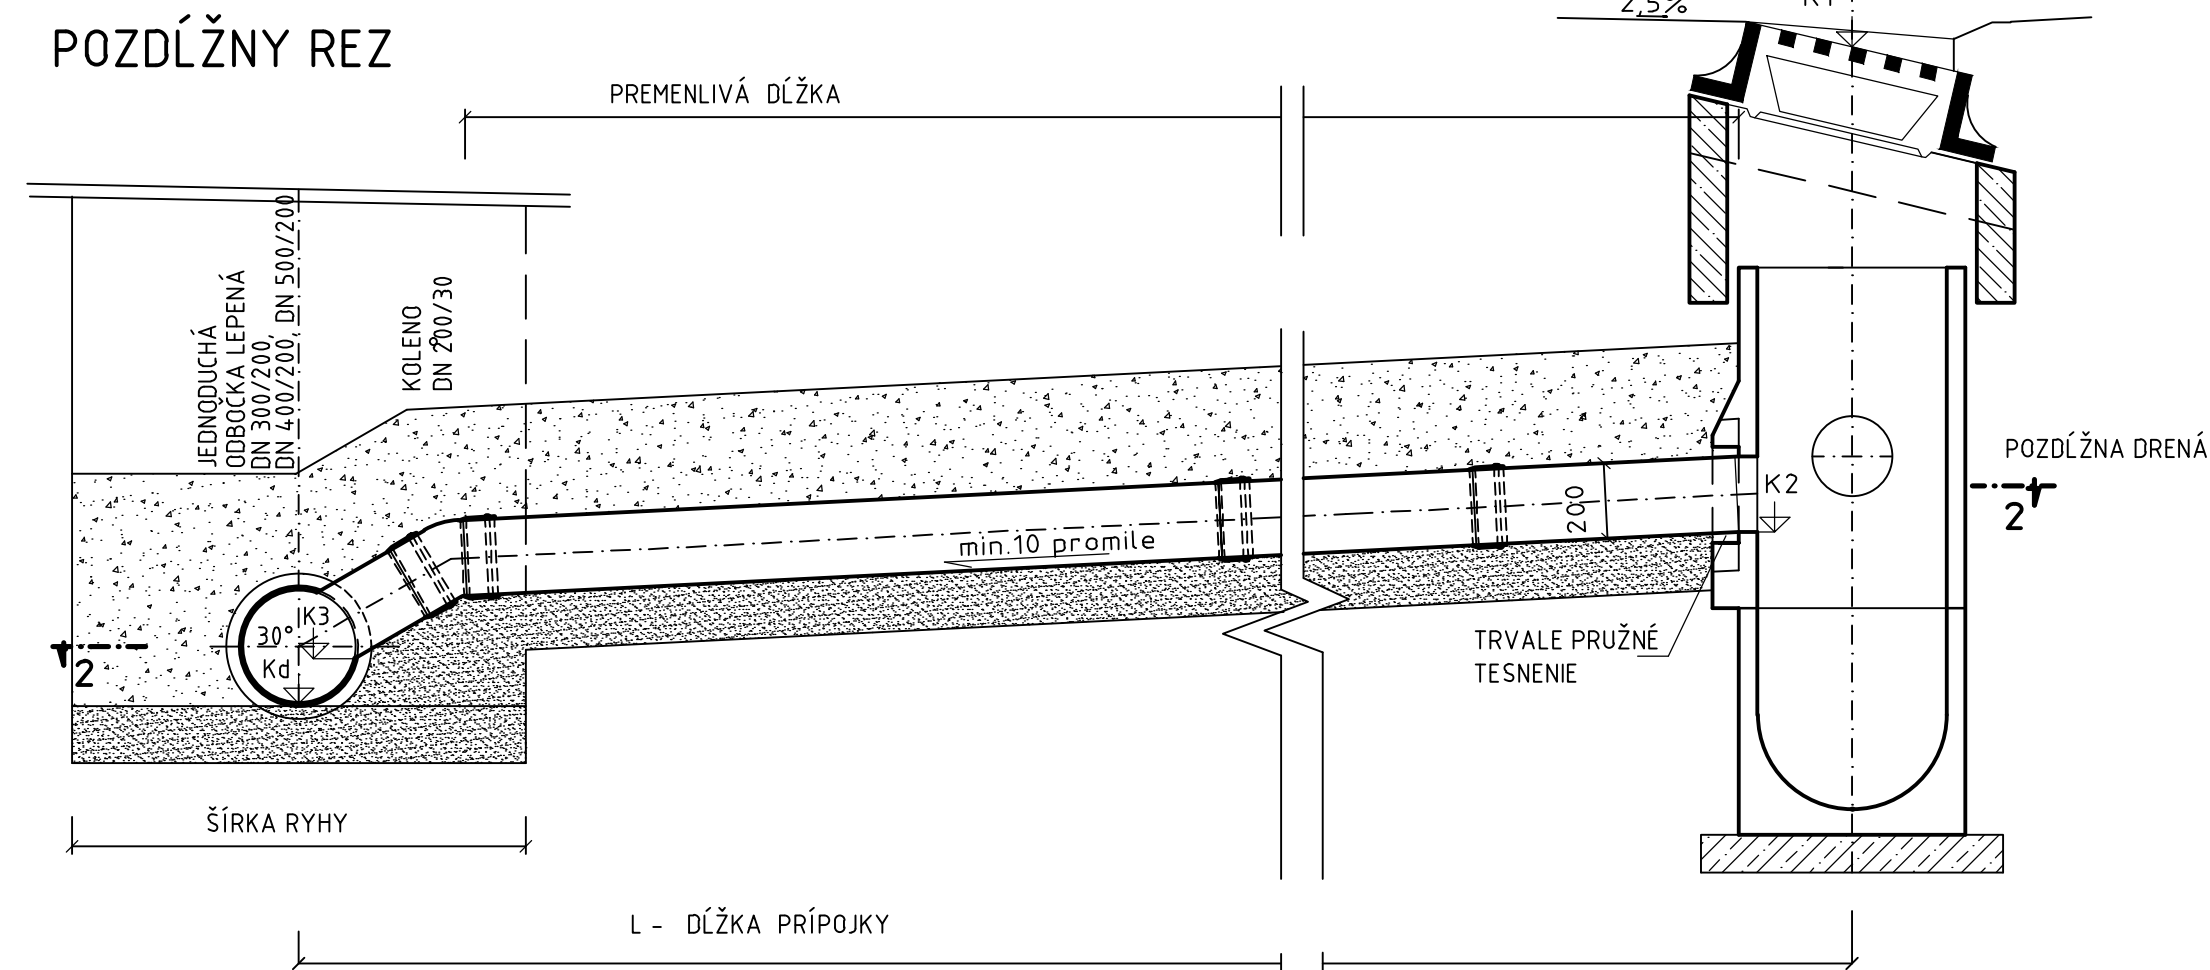 POZDĹŽNY REZ
2,5%
PREMENLIVÁ DĹŽKA
JEDNODUCHÁ
ODBOČKA LEPENÁ
DN 300/200,
DN 400/200, DN 500/200
KOLENO
DN 200/30°
POZDĹŽNA DRENÁ
K2
2
200
min.10 promile
K3
30°
Kd
2
TRVALE PRUŽNÉ
TESNENIE
ŠÍRKA RYHY
L - DĹŽKA PRÍPOJKY